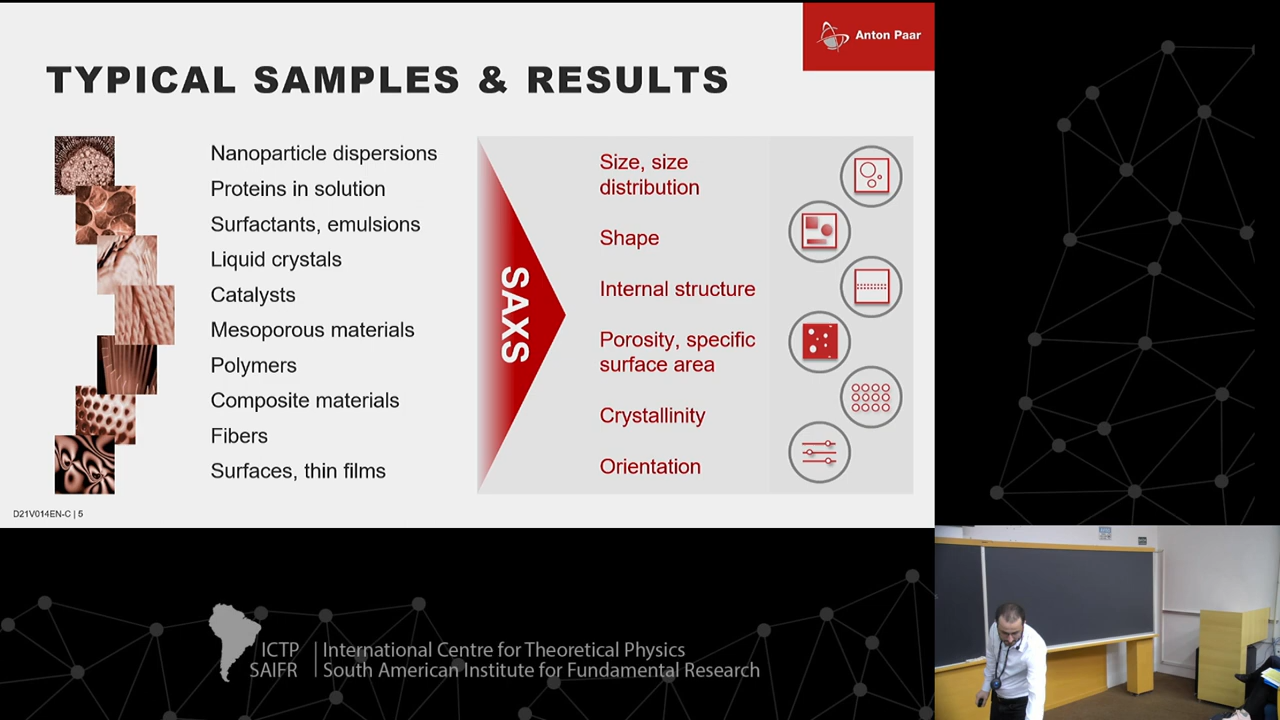 Anton Paar
TYPICAL SAMPLES & RESULTS
Nanoparticle dispersions
Proteins in solution
Surfactants, emulsions
Liquid crystals
Catalysts
Mesoporous materials
Polymers
Composite materials
Fibers
Surfaces, thin films
SAXS
Size, size
distribution
Shape
Internal structure
Porosity, specific
surface area
Crystallinity
Orientation
D21V014EN-C | 5
ICTP
SAIFR
International Centre for Theoretical Physics
South American Institute for Fundamental Research